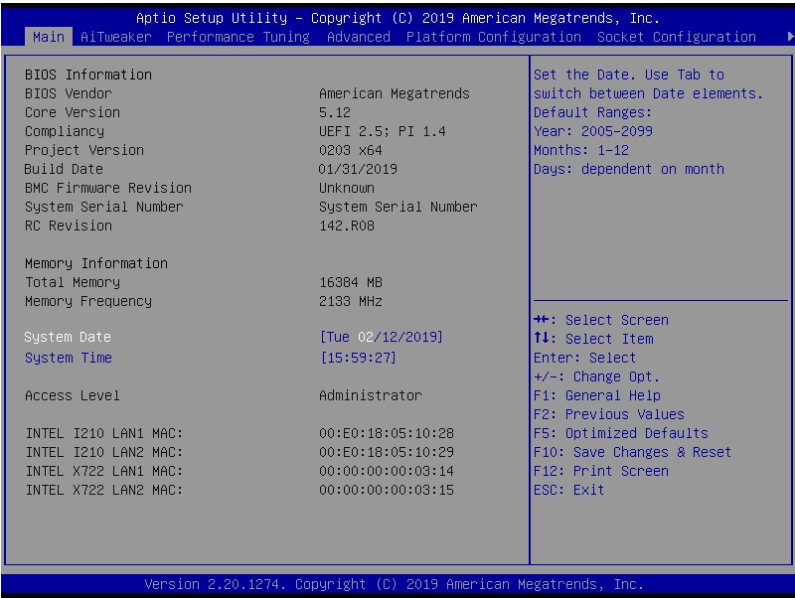 Aptio Setup Utility – Copyright (C) 2019 American Megatrends, Inc.
Main AiTweaker Performance Tuning Advanced Platform Configuration Socket Configuration
BIOS Information
BIOS Vendor American Megatrends
Core Version 5.12
Compliancy UEFI 2.5; PI 1.4
Project Version 0203 x64
Build Date 01/31/2019
BMC Firmware Revision Unknown
System Serial Number System Serial Number
RC Revision 142.R08
Memory Information
Total Memory 16384 MB
Memory Frequency 2133 MHz
System Date [Tue 02/12/2019]
System Time [15:59:27]
Access Level Administrator
INTEL I210 LAN1 MAC: 00:E0:18:05:10:28
INTEL I210 LAN2 MAC: 00:E0:18:05:10:29
INTEL X722 LAN1 MAC: 00:00:00:00:03:14
INTEL X722 LAN2 MAC: 00:00:00:00:03:15
Set the Date. Use Tab to
switch between Date elements.
Default Ranges:
Year: 2005-2099
Months: 1-12
Days: dependent on month
→←: Select Screen
↑↓: Select Item
Enter: Select
+/-: Change Opt.
F1: General Help
F2: Previous Values
F5: Optimized Defaults
F10: Save Changes & Reset
F12: Print Screen
ESC: Exit
Version 2.20.1274. Copyright (C) 2019 American Megatrends, Inc.